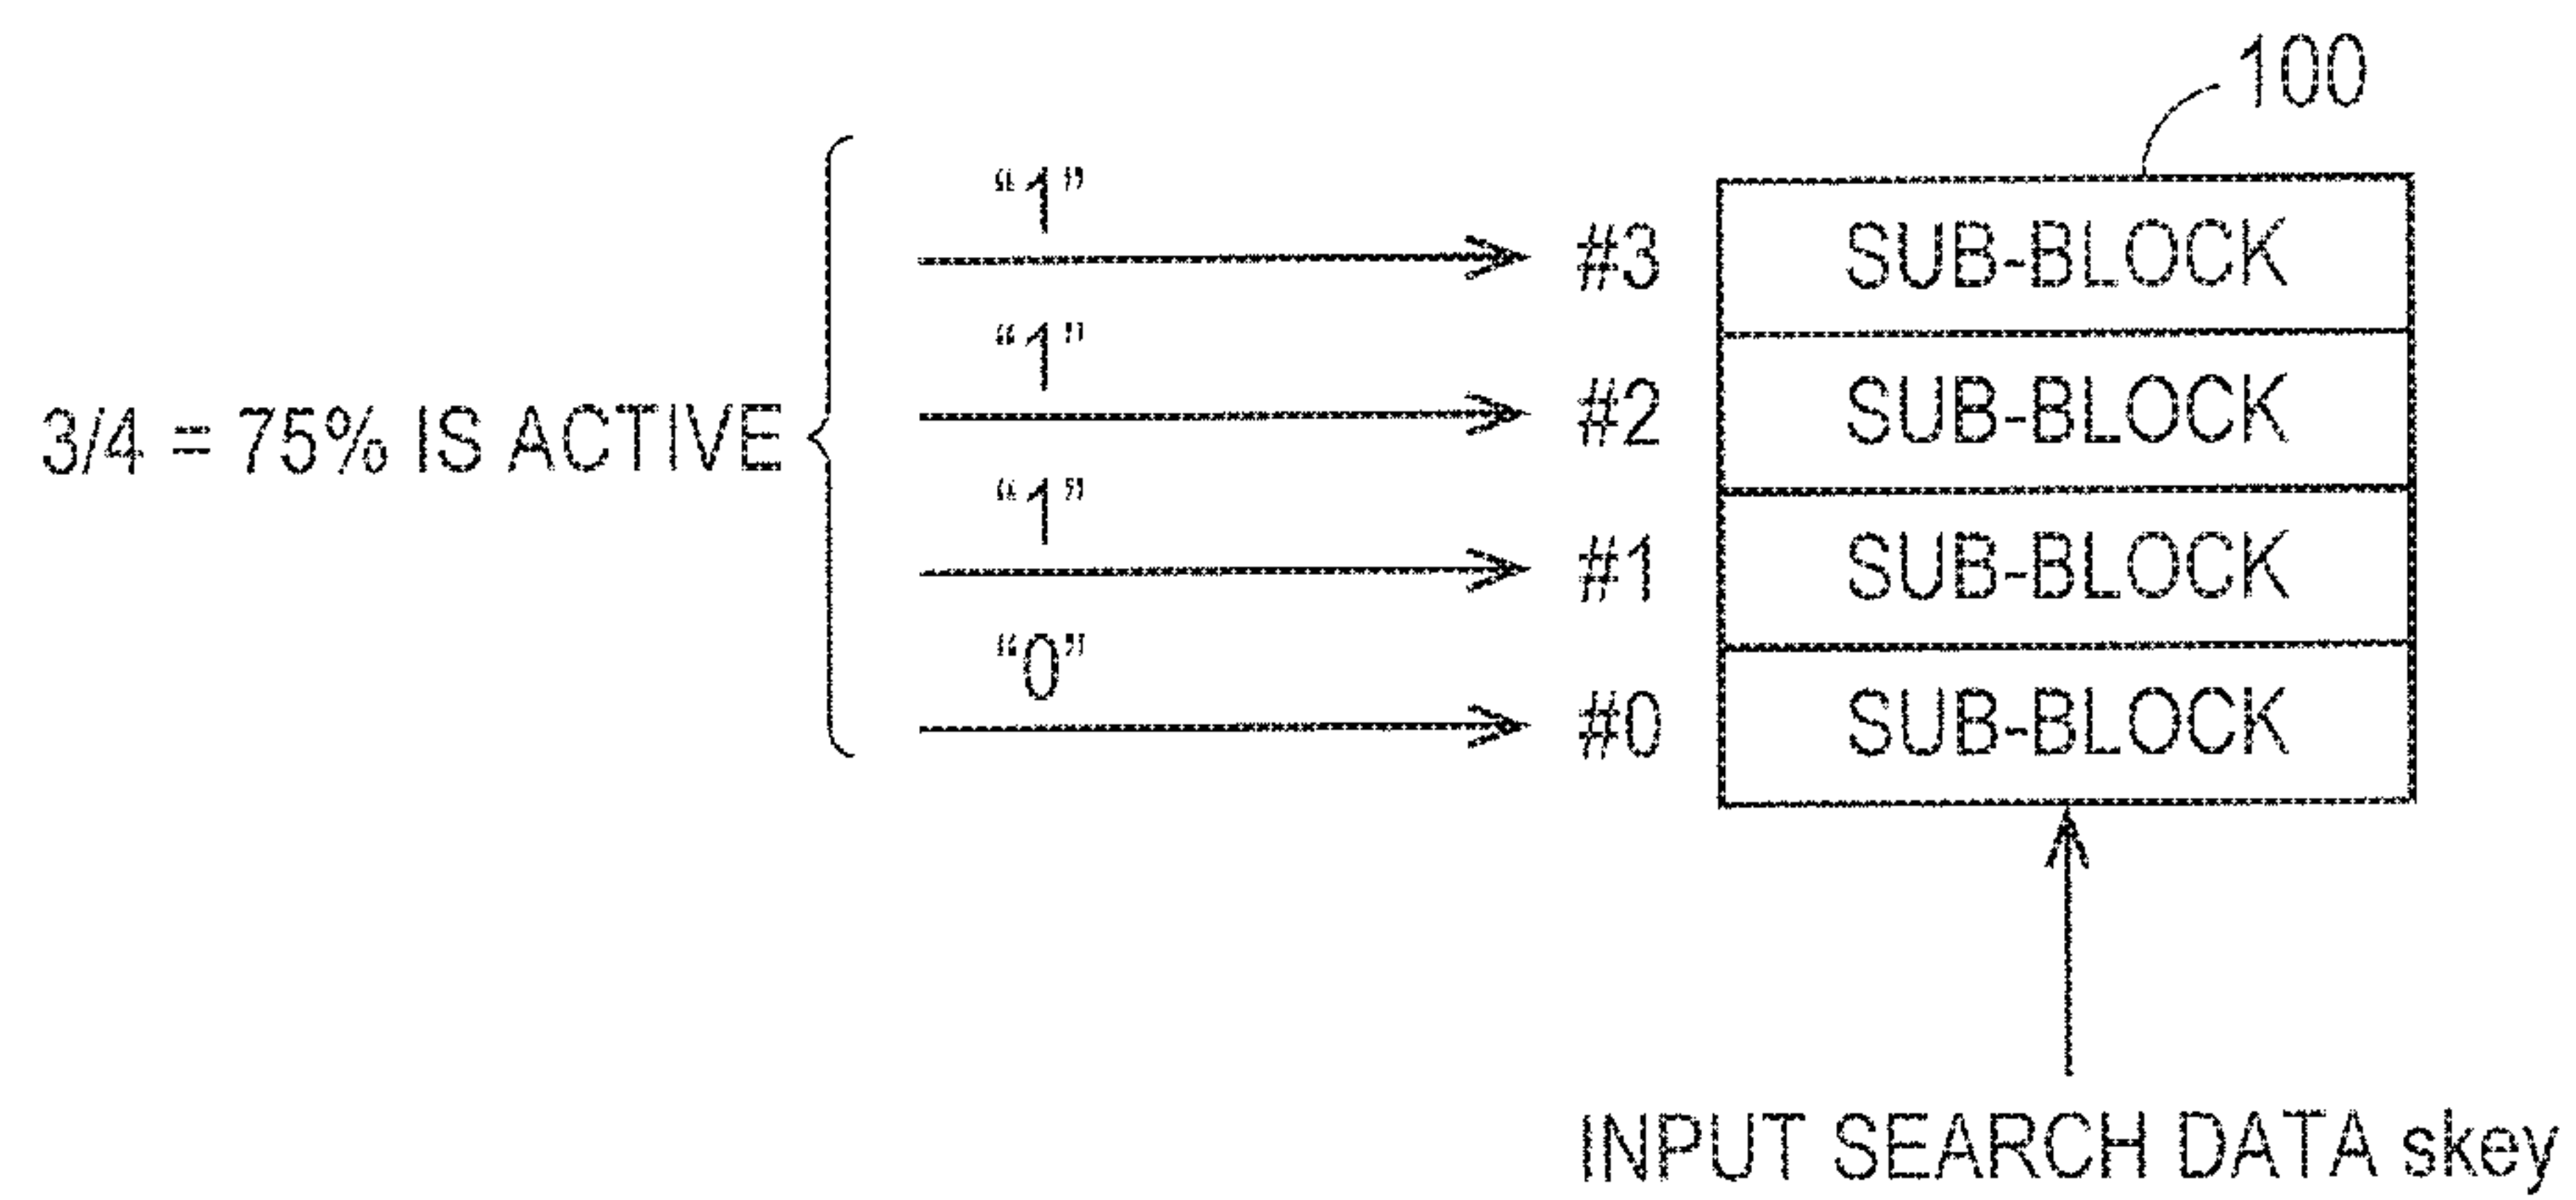 100
"1"
#3 SUB-BLOCK
"1"
3/4 = 75% IS ACTIVE #2 SUB-BLOCK
"1"
#1 SUB-BLOCK
"0"
#0 SUB-BLOCK
INPUT SEARCH DATA skey